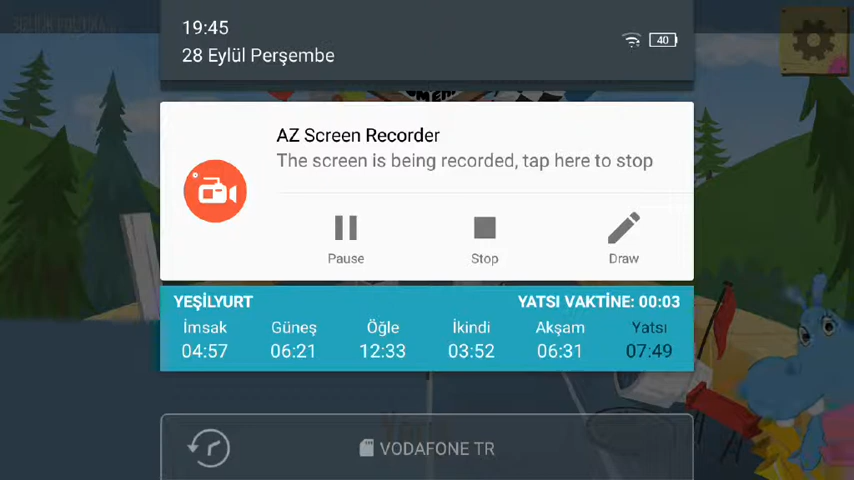 19:45
40
28 Eylül Perşembe
AZ Screen Recorder
The screen is being recorded, tap here to stop
Pause Stop Draw
YEŞİLYURT YATSI VAKTİNE: 00:03
İmsak Güneş Öğle İkindi Akşam Yatsı
04:57 06:21 12:33 03:52 06:31 07:49
VODAFONE TR